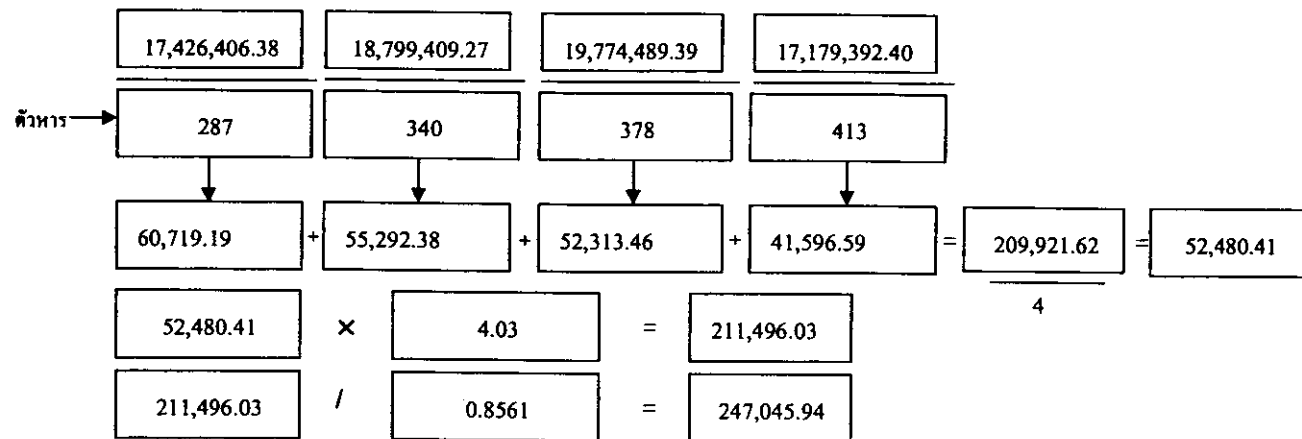 17,426,406.38 18,799,409.27 19,774,489.39 17,179,392.40
ตัวหาร 287 340 378 413
60,719.19 + 55,292.38 + 52,313.46 + 41,596.59 = 209,921.62 = 52,480.41
4
52,480.41 × 4.03 = 211,496.03
211,496.03 / 0.8561 = 247,045.94